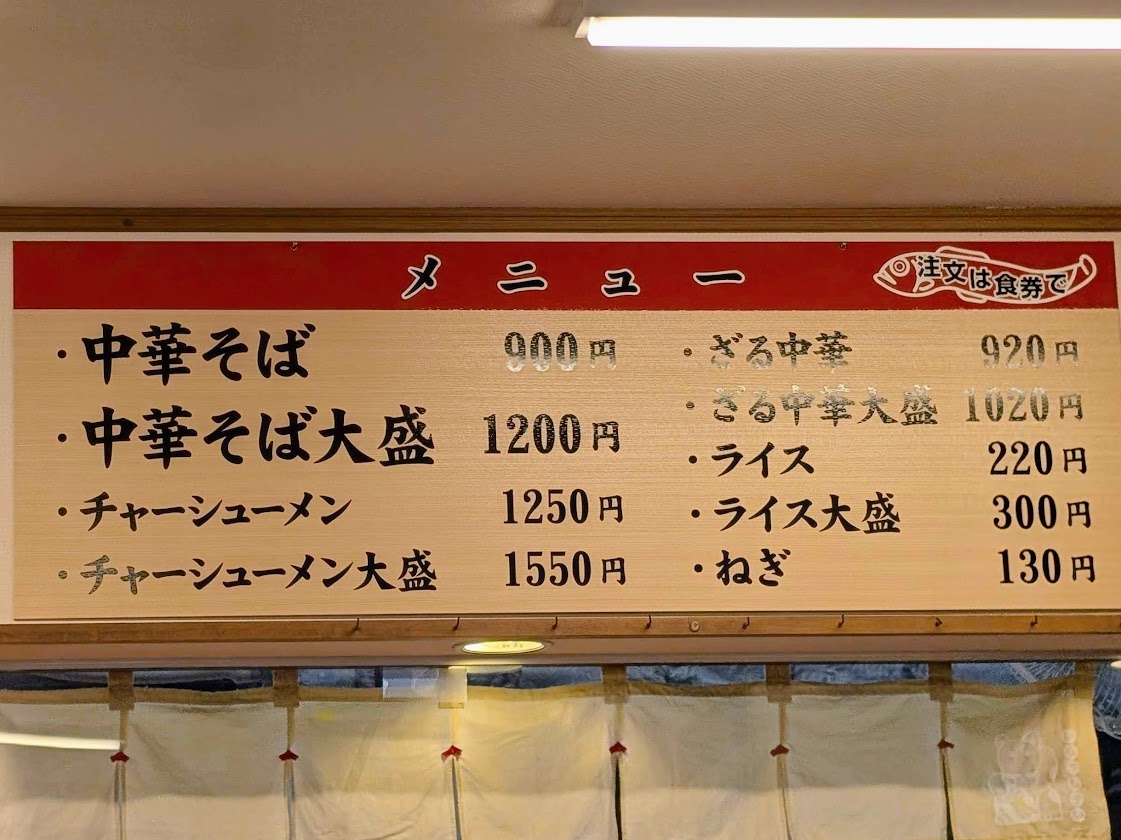 メニュー
注文は食券で
・中華そば 900円
・中華そば大盛 1200円
・チャーシューメン 1250円
・チャーシューメン大盛 1550円
・ざる中華 920円
・ざる中華大盛 1020円
・ライス 220円
・ライス大盛 300円
・ねぎ 130円